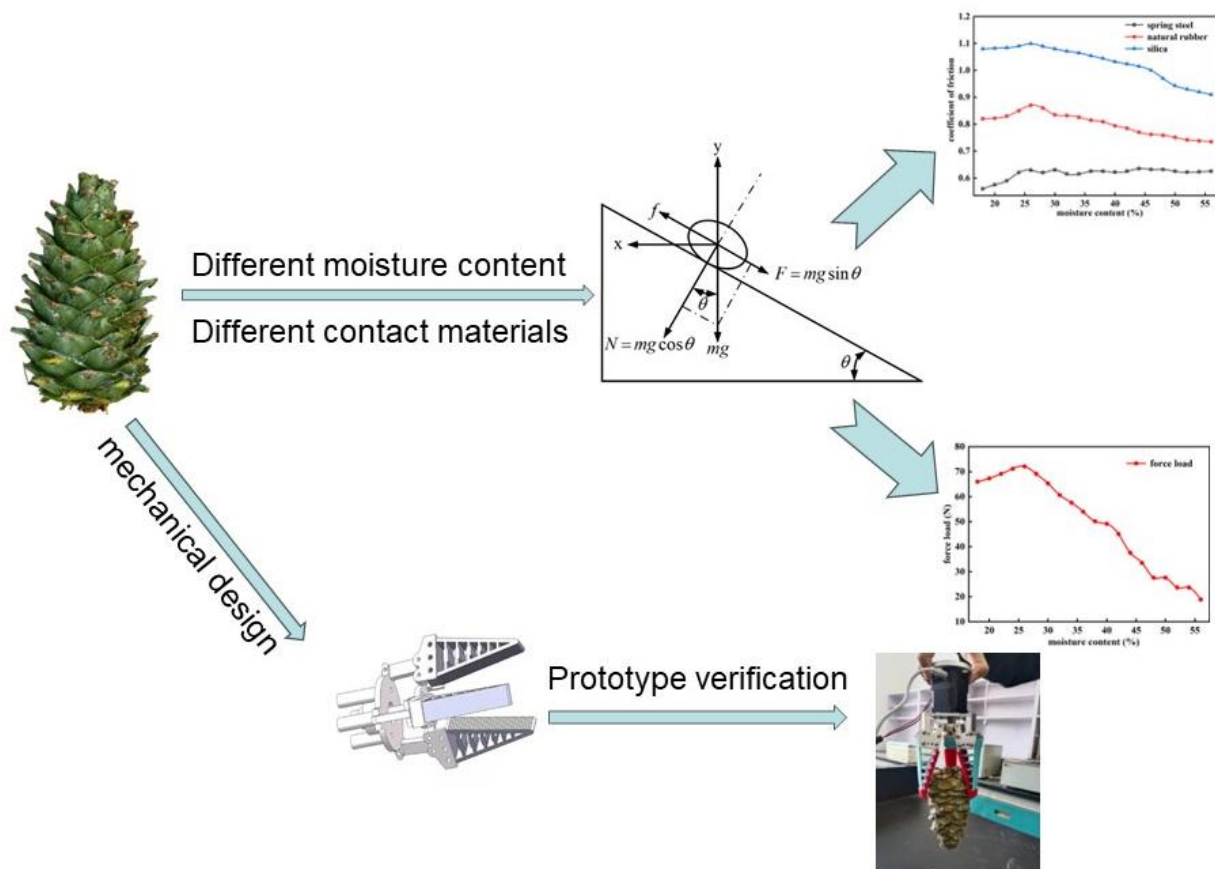 Different moisture content
Different contact materials
mechanical design
Prototype verification
y
f
x
F = mg sin θ
θ
N = mg cos θ
mg
θ
1.2
1.1
1.0
0.9
0.8
0.7
0.6
coefficient of friction
spring steel
natural rubber
silica
20 25 30 35 40 45 50 55
moisture content (%)
80
70
60
50
40
30
20
10
force load (N)
force load
20 25 30 35 40 45 50 55
moisture content (%)